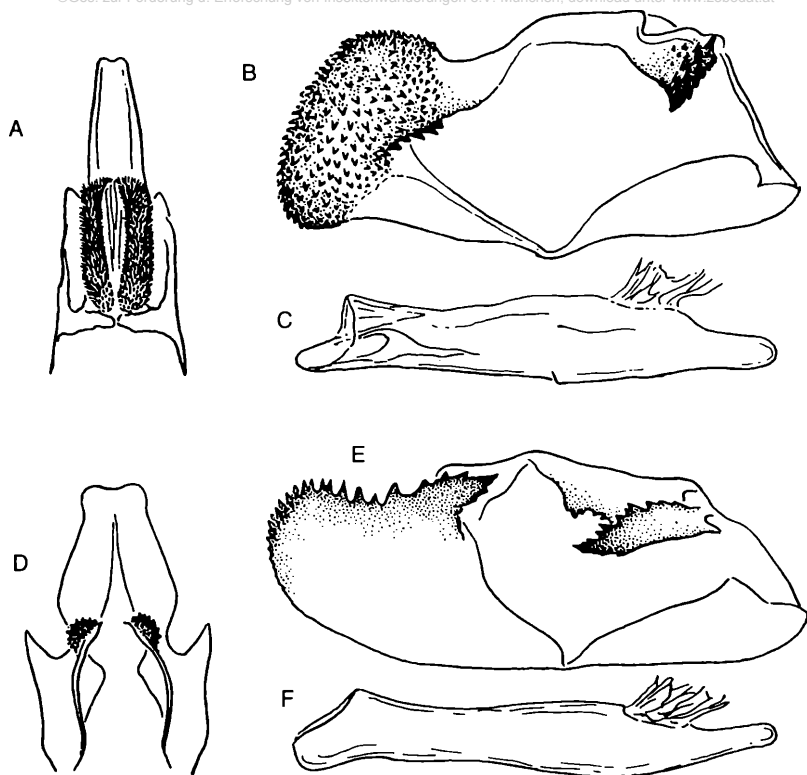 ©Ges. zur Förderung d. Erforschung von Insektenwanderungen e.V. München, download unter www.zobodat.at
B
A
C
E
D
F